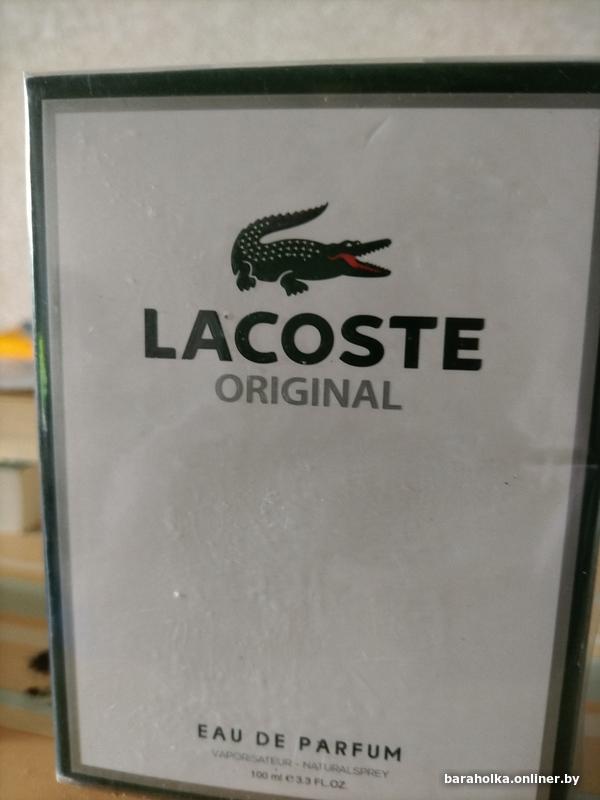 LACOSTE
ORIGINAL
EAU DE PARFUM
VAPORISATEUR - NATURALSPREY
100 ml e 3.3 FL.OZ.
baraholka.onliner.by